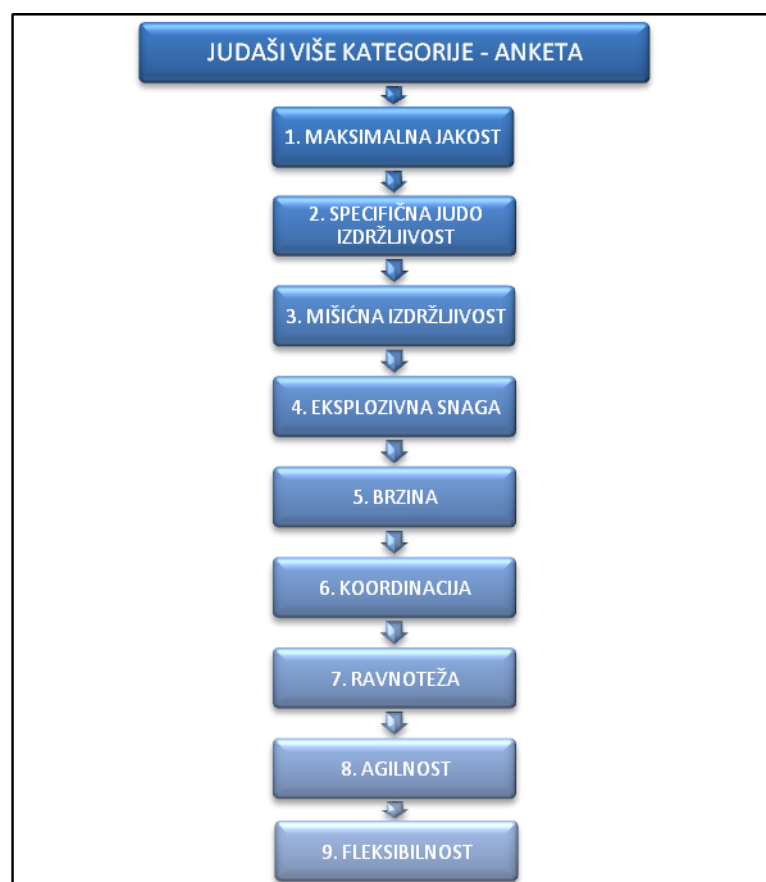 JUDAŠI VIŠE KATEGORIJE - ANKETA
1. MAKSIMALNA JAKOST
2. SPECIFIČNA JUDO
IZDRŽLJIVOST
3. MIŠIĆNA IZDRŽLJIVOST
4. EKSPLOZIVNA SNAGA
5. BRZINA
6. KOORDINACIJA
7. RAVNOTEŽA
8. AGILNOST
9. FLEKSIBILNOST